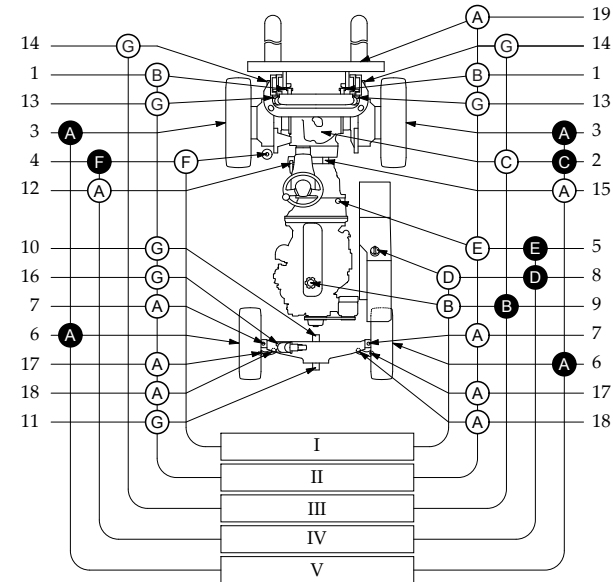 A 19
14 G G 14
1 B B 1
13 G G 13
3 A A 3
4 F F C C 2
12 A A 15
10 G E E 5
16 G D D 8
7 A B B 9
6 A A 7
17 A A 6
18 A A 17
11 G A 18
I
II
III
IV
V